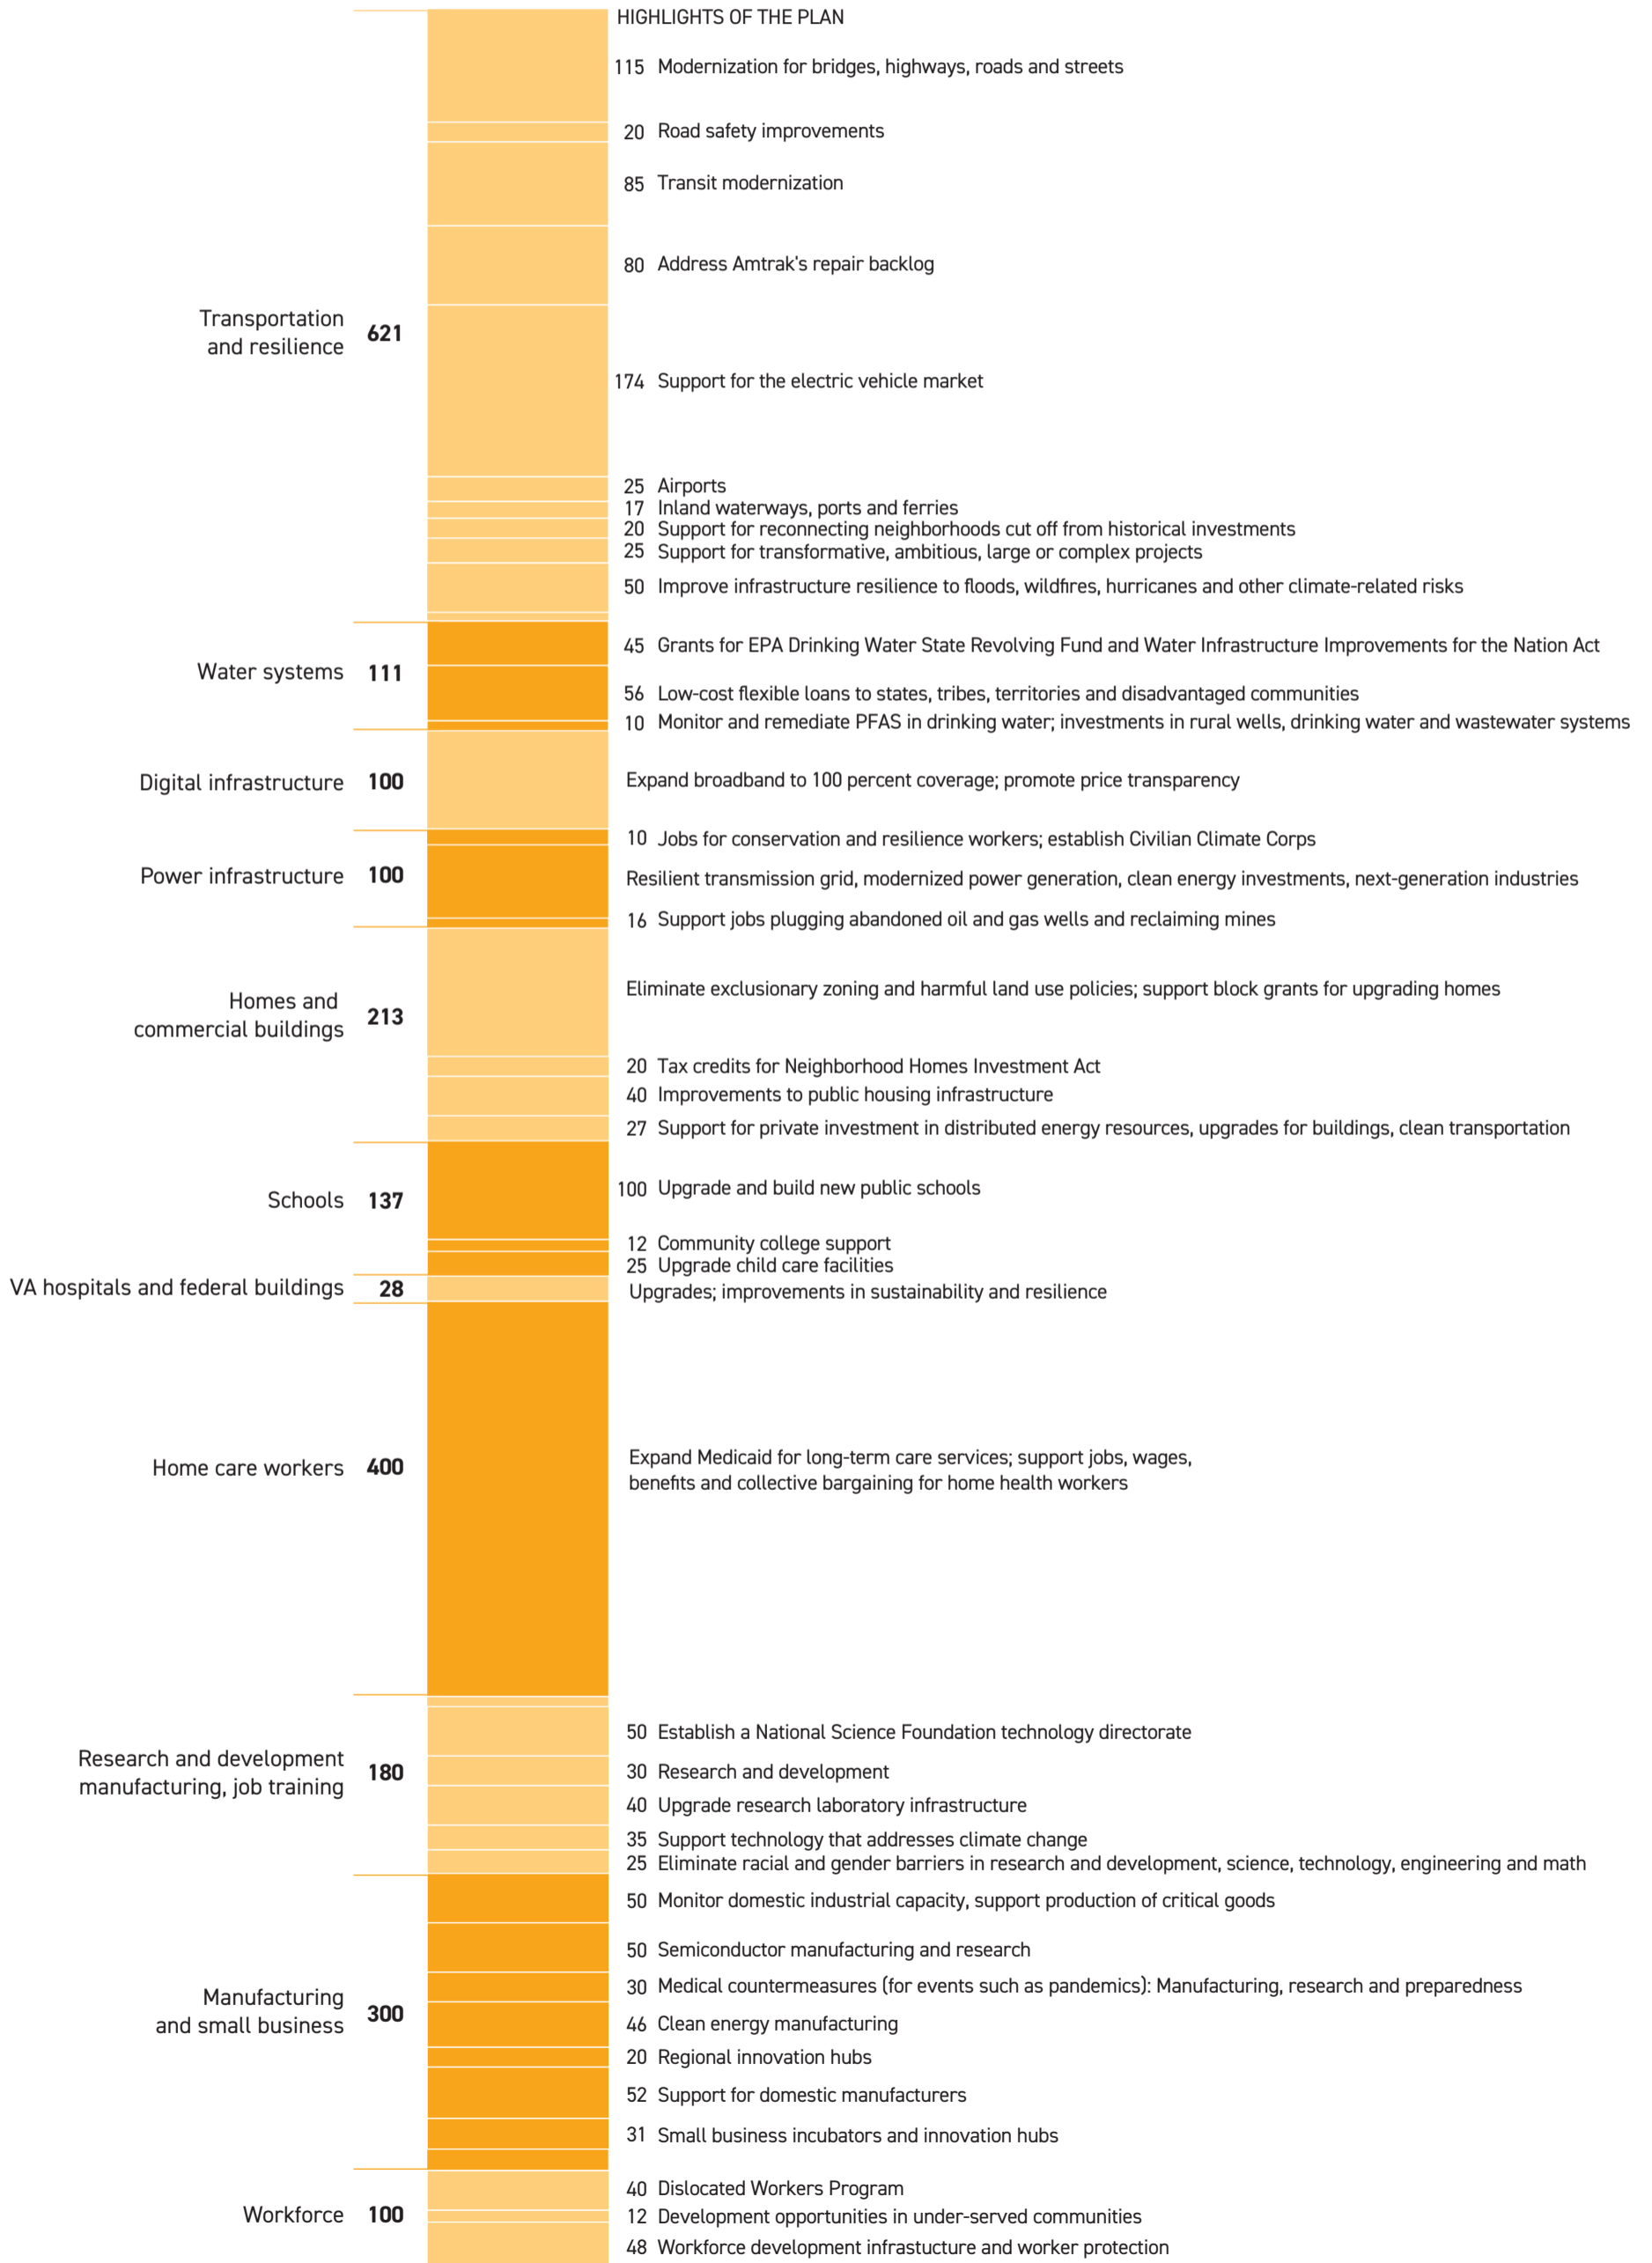 HIGHLIGHTS OF THE PLAN
Transportation
and resilience 621
115 Modernization for bridges, highways, roads and streets
20 Road safety improvements
85 Transit modernization
80 Address Amtrak's repair backlog
174 Support for the electric vehicle market
25 Airports
17 Inland waterways, ports and ferries
20 Support for reconnecting neighborhoods cut off from historical investments
25 Support for transformative, ambitious, large or complex projects
50 Improve infrastructure resilience to floods, wildfires, hurricanes and other climate-related risks
Water systems 111
45 Grants for EPA Drinking Water State Revolving Fund and Water Infrastructure Improvements for the Nation Act
56 Low-cost flexible loans to states, tribes, territories and disadvantaged communities
10 Monitor and remediate PFAS in drinking water; investments in rural wells, drinking water and wastewater systems
Digital infrastructure 100
Expand broadband to 100 percent coverage; promote price transparency
Power infrastructure 100
10 Jobs for conservation and resilience workers; establish Civilian Climate Corps
Resilient transmission grid, modernized power generation, clean energy investments, next-generation industries
16 Support jobs plugging abandoned oil and gas wells and reclaiming mines
Homes and
commercial buildings 213
Eliminate exclusionary zoning and harmful land use policies; support block grants for upgrading homes
20 Tax credits for Neighborhood Homes Investment Act
40 Improvements to public housing infrastructure
27 Support for private investment in distributed energy resources, upgrades for buildings, clean transportation
Schools 137
100 Upgrade and build new public schools
12 Community college support
25 Upgrade child care facilities
VA hospitals and federal buildings 28
Upgrades; improvements in sustainability and resilience
Home care workers 400
Expand Medicaid for long-term care services; support jobs, wages,
benefits and collective bargaining for home health workers
Research and development
manufacturing, job training 180
50 Establish a National Science Foundation technology directorate
30 Research and development
40 Upgrade research laboratory infrastructure
35 Support technology that addresses climate change
25 Eliminate racial and gender barriers in research and development, science, technology, engineering and math
Manufacturing
and small business 300
50 Monitor domestic industrial capacity, support production of critical goods
50 Semiconductor manufacturing and research
30 Medical countermeasures (for events such as pandemics): Manufacturing, research and preparedness
46 Clean energy manufacturing
20 Regional innovation hubs
52 Support for domestic manufacturers
31 Small business incubators and innovation hubs
Workforce 100
40 Dislocated Workers Program
12 Development opportunities in under-served communities
48 Workforce development infrastucture and worker protection